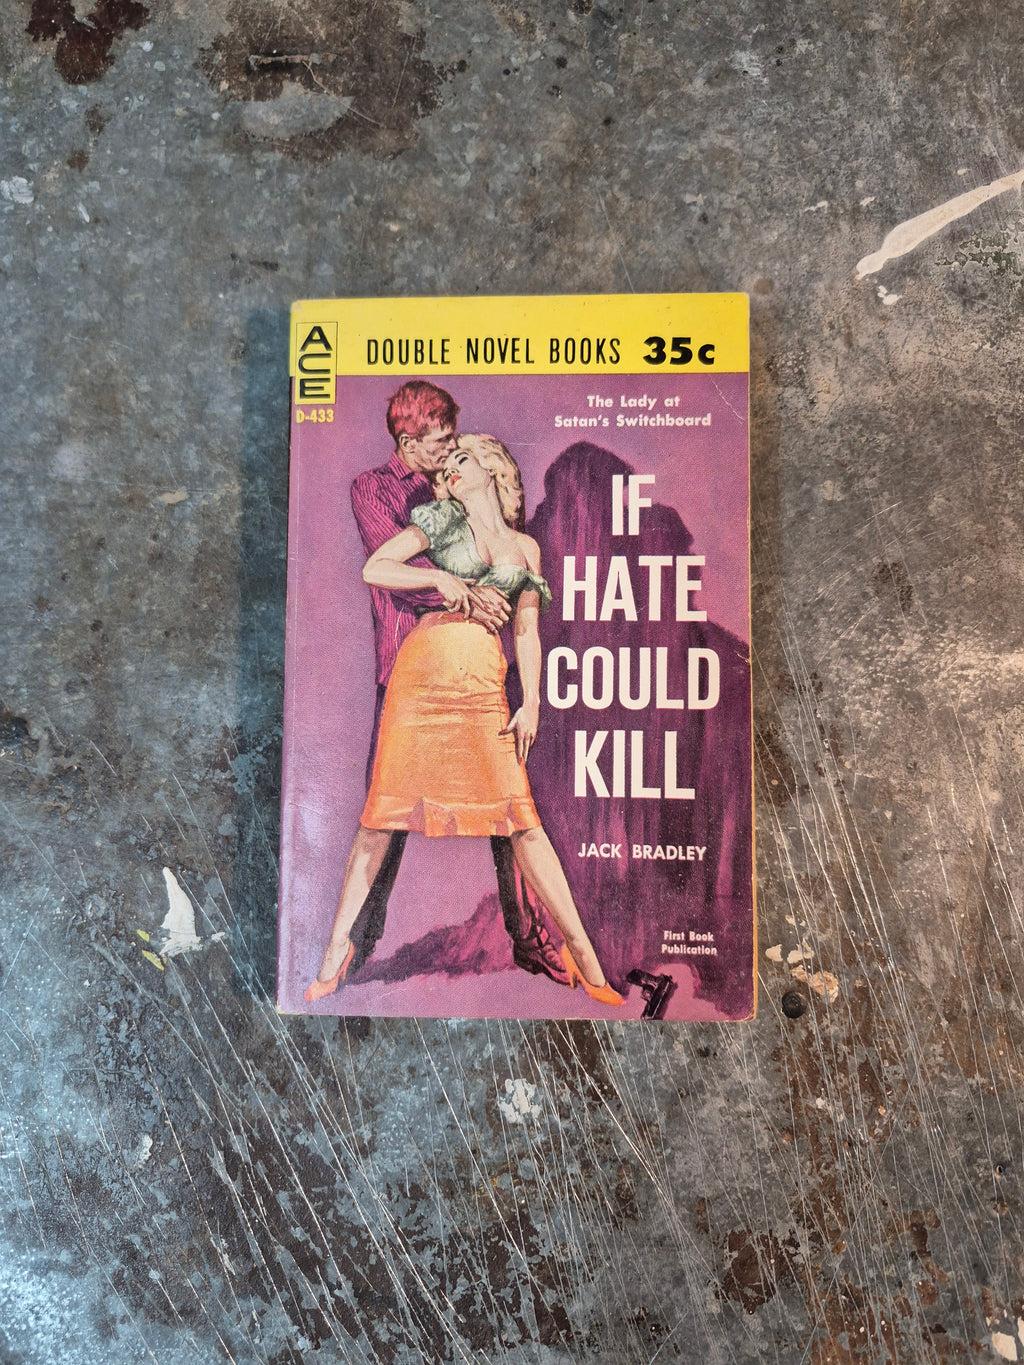 ACE
DOUBLE NOVEL BOOKS 35c
D-433
The Lady at
Satan's Switchboard
IF
HATE
COULD
KILL
JACK BRADLEY
First Book
Publication